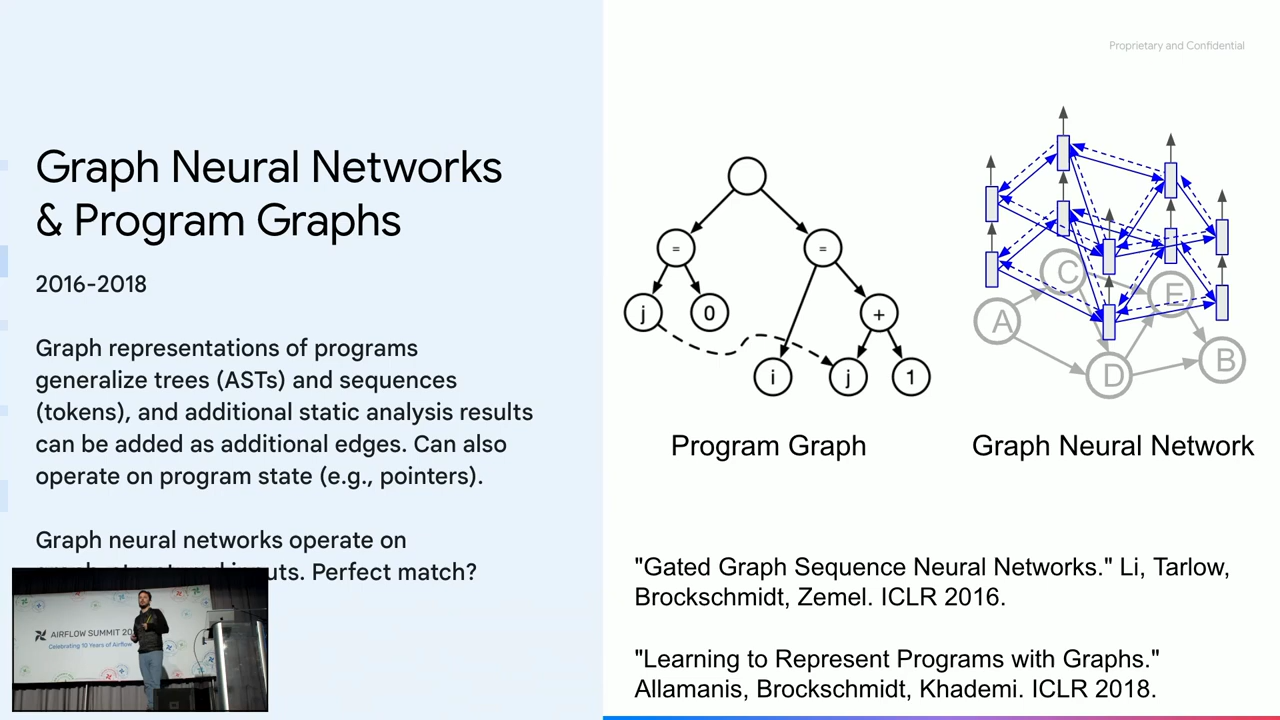 Proprietary and Confidential
Graph Neural Networks
& Program Graphs
2016-2018
Graph representations of programs
generalize trees (ASTs) and sequences
(tokens), and additional static analysis results
can be added as additional edges. Can also
operate on program state (e.g., pointers).
Graph neural networks operate on
Perfect match?
AIRFLOW SUMMIT
Celebrating 10 Years of Airflow
= =
j 0 +
i j 1
Program Graph
C
E
A
B
D
Graph Neural Network
"Gated Graph Sequence Neural Networks." Li, Tarlow,
Brockschmidt, Zemel. ICLR 2016.
"Learning to Represent Programs with Graphs."
Allamanis, Brockschmidt, Khademi. ICLR 2018.